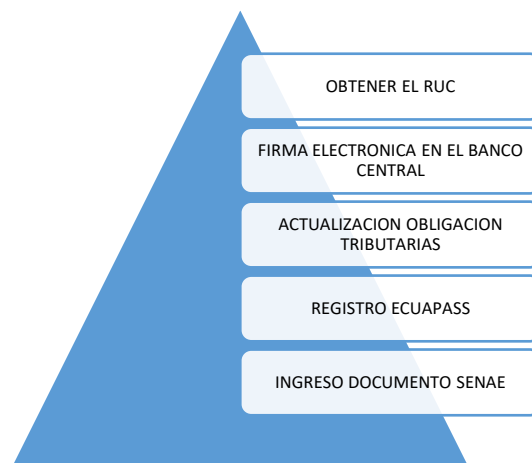 OBTENER EL RUC
FIRMA ELECTRONICA EN EL BANCO
CENTRAL
ACTUALIZACION OBLIGACION
TRIBUTARIAS
REGISTRO ECUAPASS
INGRESO DOCUMENTO SENAE